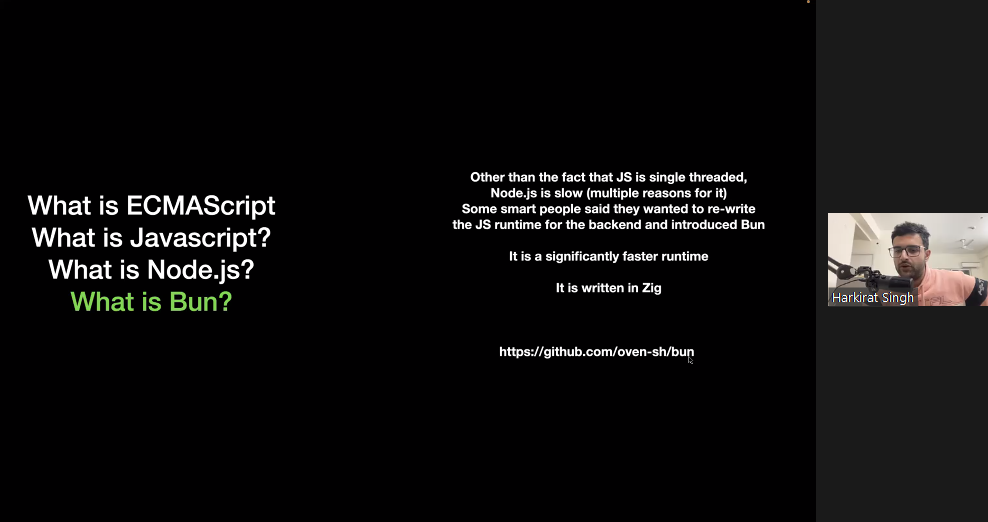 What is ECMAScript
What is Javascript?
What is Node.js?
What is Bun?
Other than the fact that JS is single threaded,
Node.js is slow (multiple reasons for it)
Some smart people said they wanted to re-write
the JS runtime for the backend and introduced Bun
It is a significantly faster runtime
It is written in Zig
https://github.com/oven-sh/bun
Harkirat Singh